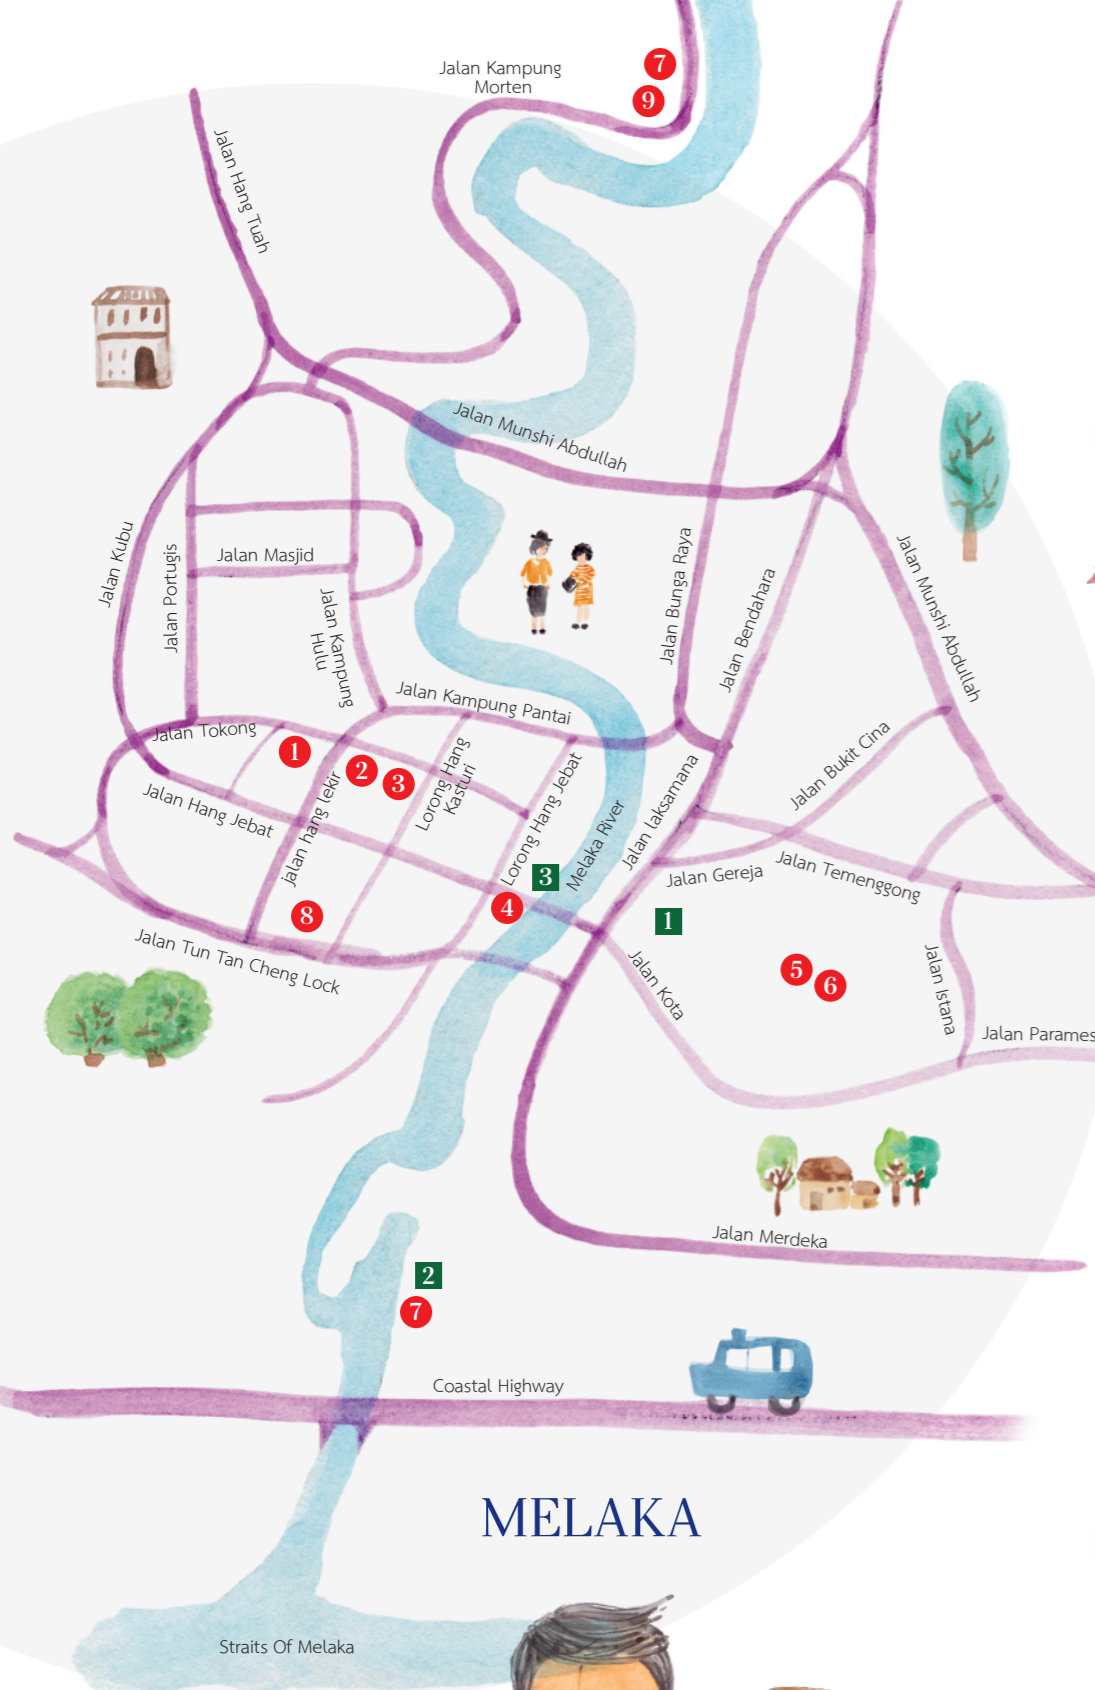 7
Jalan Kampung
Morten
9
Jalan Hang Tuah
Jalan Munshi Abdullah
Jalan Kubu
Jalan Portugis
Jalan Masjid
Jalan Kampung
Hulu
Jalan Bunga Raya
Jalan Bendahara
Jalan Munshi Abdullah
Jalan Kampung Pantai
Jalan Tokong
1
2
3
Lorong Hang
Kasturi
Lorong Hang Jebat
Jalan laksamana
Jalan Bukit Cina
Jalan Hang Jebat
Jalan hang lekir
Melaka River
3
4
Jalan Gereja
Jalan Temenggong
8
1
Jalan Tun Tan Cheng Lock
Jalan Kota
5
6
Jalan Istana
Jalan Parames
Jalan Merdeka
2
7
Coastal Highway
MELAKA
Straits Of Melaka